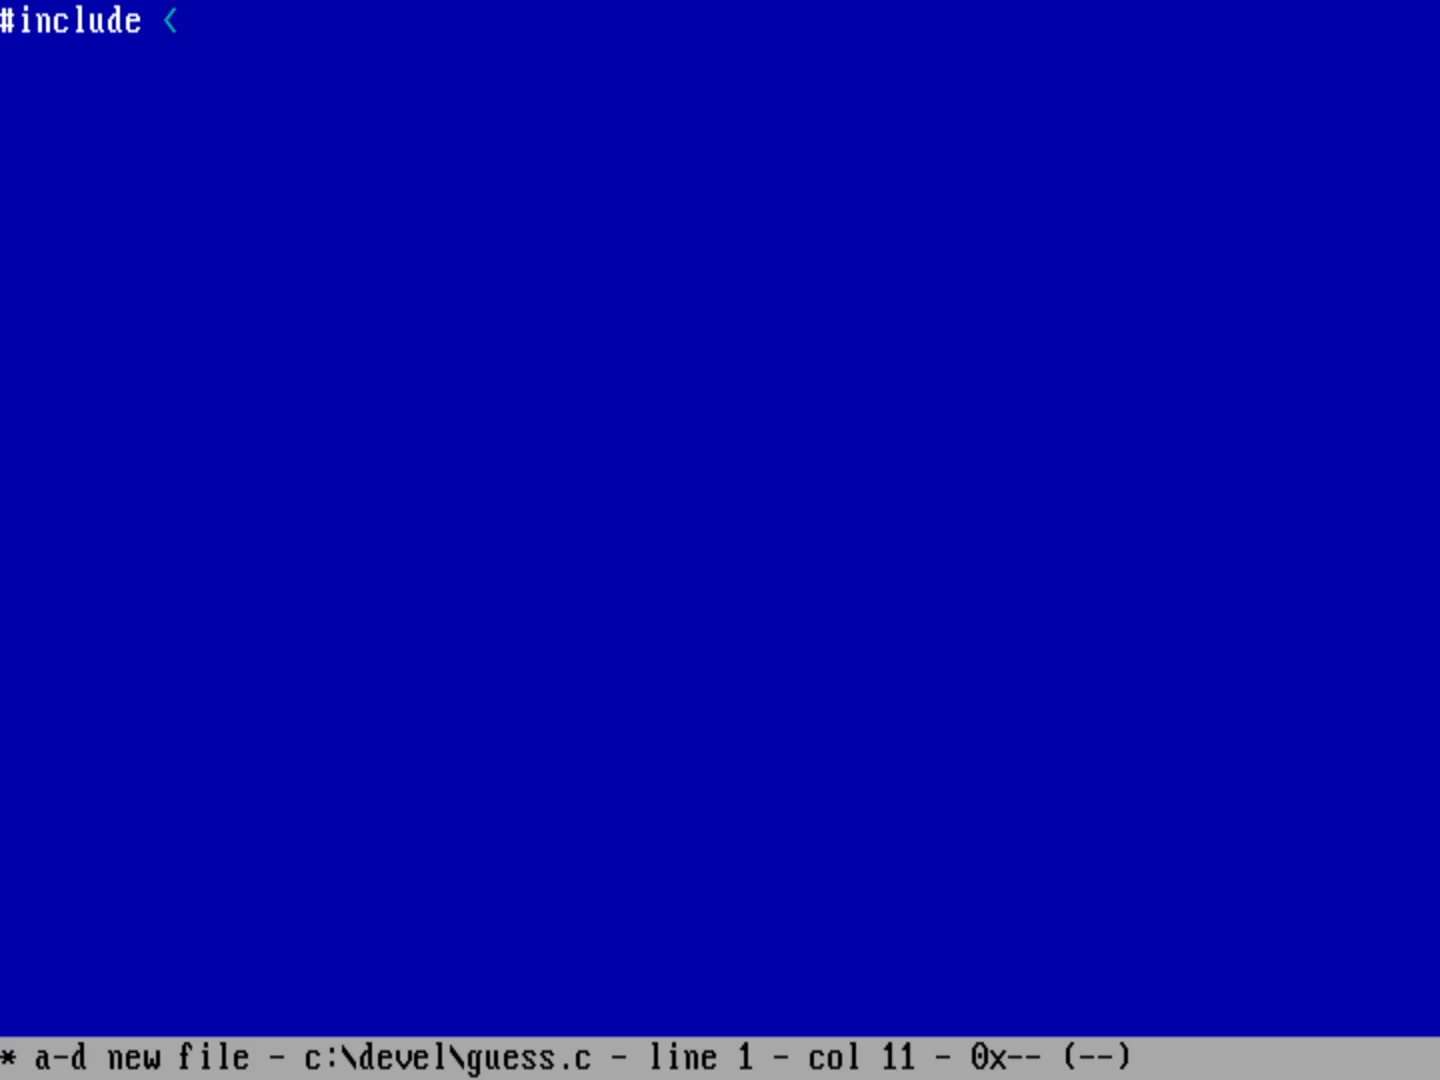 #include <
* a-d new file - c:\devel\guess.c - line 1 - col 11 - 0x-- (--)